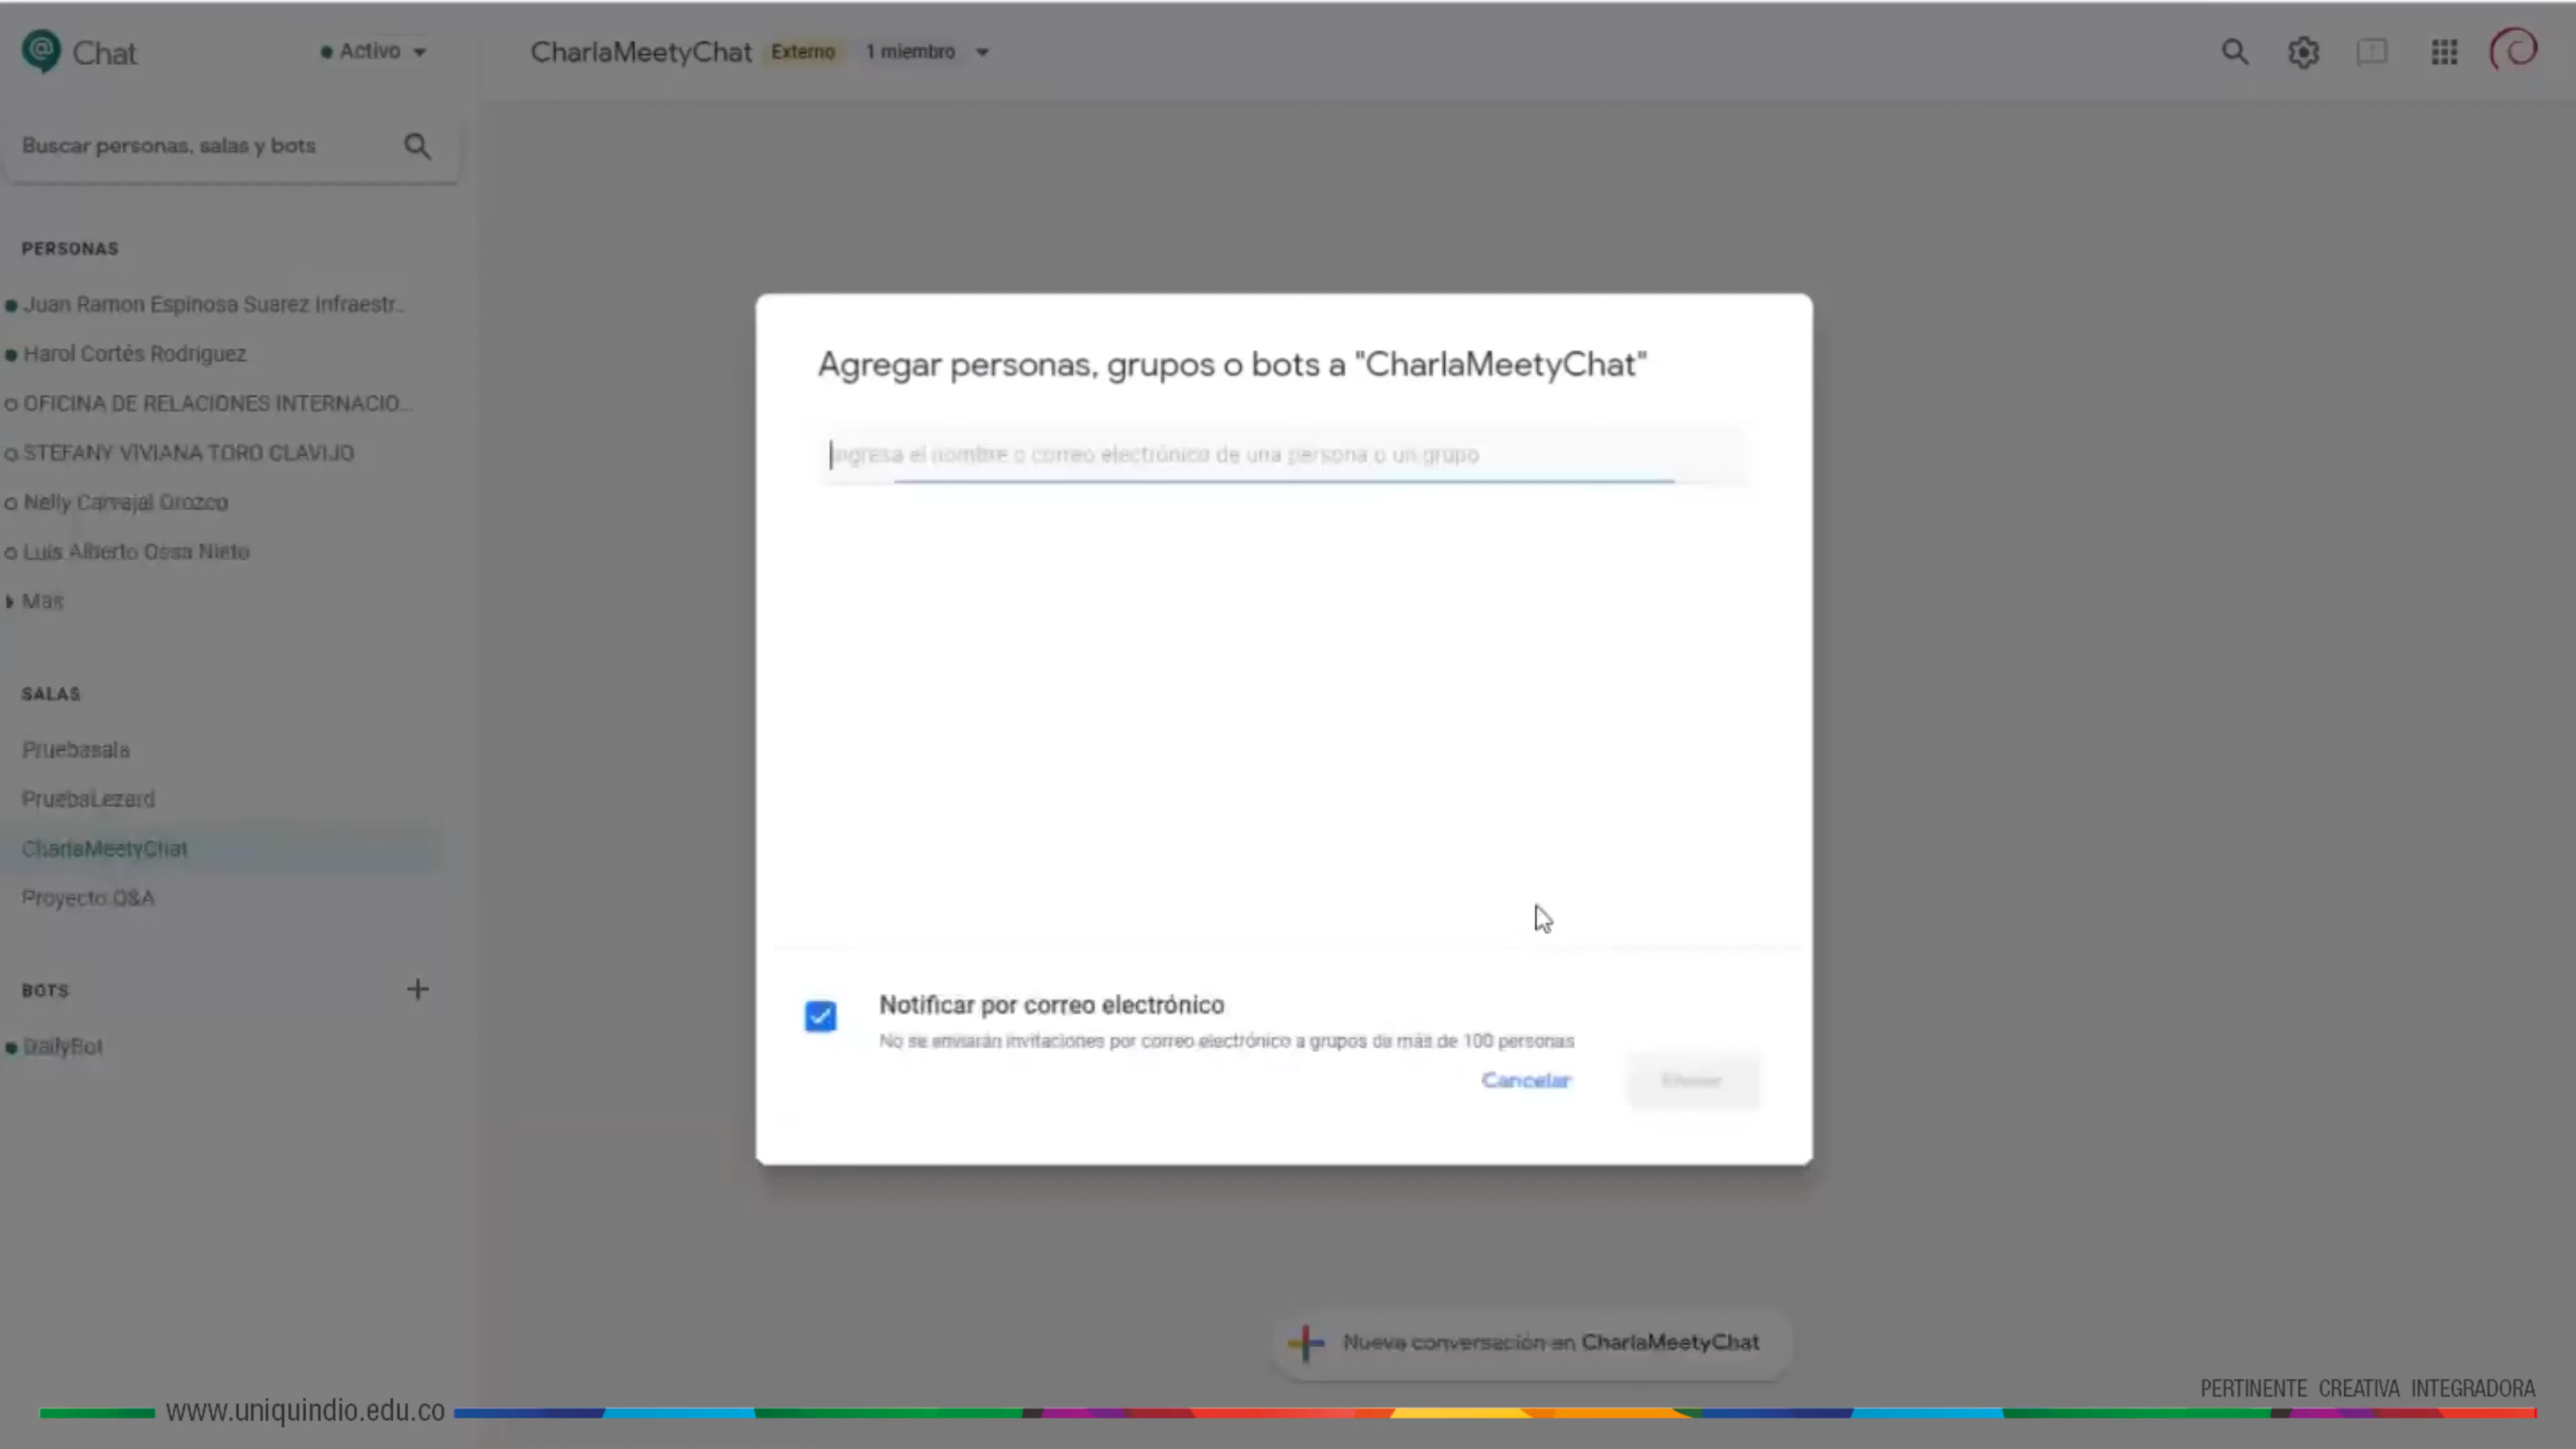 Chat
Activo
CharlaMeetyChat Externo 1 miembro
Buscar personas, salas y bots
PERSONAS
Juan Ramon Espinosa Suarez Infraestr...
Harol Cortés Rodriguez
OFICINA DE RELACIONES INTERNACIO...
STEFANY VIVIANA TORO CLAVIJO
Nelly Carvajal Orozco
Luis Alberto Ossa Nieto
Más
SALAS
Pruebasala
PruebaLezard
CharlaMeetyChat
Proyecto Q&A
BOTS
DailyBot
Agregar personas, grupos o bots a "CharlaMeetyChat"
Ingresa el nombre o correo electrónico de una persona o un grupo
Notificar por correo electrónico
No se enviarán invitaciones por correo electrónico a grupos de más de 100 personas
Cancelar
Nueva conversación en CharlaMeetyChat
www.uniquindio.edu.co
PERTINENTE CREATIVA INTEGRADORA